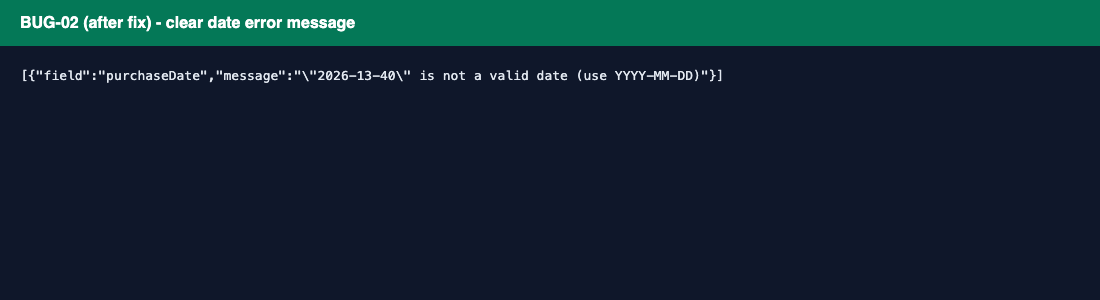 BUG-02 (after fix) - clear date error message
[{"field":"purchaseDate","message":"\"2026-13-40\" is not a valid date (use YYYY-MM-DD)"}]